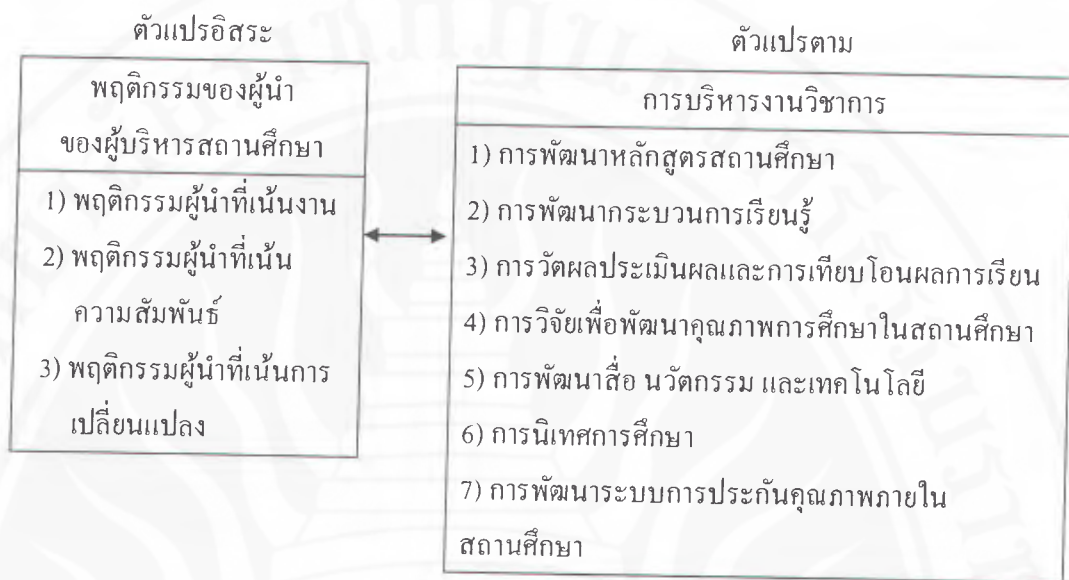 ตัวแปรอิสระ
พฤติกรรมของผู้นำ
ของผู้บริหารสถานศึกษา
1) พฤติกรรมผู้นำที่เน้นงาน
2) พฤติกรรมผู้นำที่เน้น
ความสัมพันธ์
3) พฤติกรรมผู้นำที่เน้นการ
เปลี่ยนแปลง
ตัวแปรตาม
การบริหารงานวิชาการ
1) การพัฒนาหลักสูตรสถานศึกษา
2) การพัฒนากระบวนการเรียนรู้
3) การวัดผลประเมินผลและการเทียบโอนผลการเรียน
4) การวิจัยเพื่อพัฒนาคุณภาพการศึกษาในสถานศึกษา
5) การพัฒนาสื่อ นวัตกรรม และเทคโนโลยี
6) การนิเทศการศึกษา
7) การพัฒนาระบบการประกันคุณภาพภายใน
สถานศึกษา